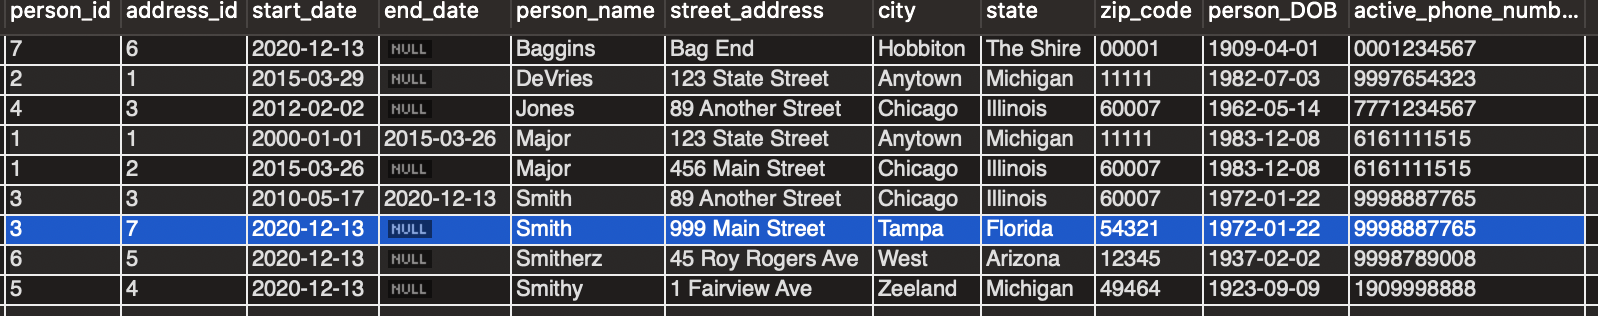 person_id address_id start_date end_date person_name street_address city state zip_code person_DOB active_phone_numb...
7 6 2020-12-13 NULL Baggins Bag End Hobbiton The Shire 00001 1909-04-01 0001234567
2 1 2015-03-29 NULL DeVries 123 State Street Anytown Michigan 11111 1982-07-03 9997654323
4 3 2012-02-02 NULL Jones 89 Another Street Chicago Illinois 60007 1962-05-14 7771234567
1 1 2000-01-01 2015-03-26 Major 123 State Street Anytown Michigan 11111 1983-12-08 6161111515
1 2 2015-03-26 NULL Major 456 Main Street Chicago Illinois 60007 1983-12-08 6161111515
3 3 2010-05-17 2020-12-13 Smith 89 Another Street Chicago Illinois 60007 1972-01-22 9998887765
3 7 2020-12-13 NULL Smith 999 Main Street Tampa Florida 54321 1972-01-22 9998887765
6 5 2020-12-13 NULL Smitherz 45 Roy Rogers Ave West Arizona 12345 1937-02-02 9998789008
5 4 2020-12-13 NULL Smithy 1 Fairview Ave Zeeland Michigan 49464 1923-09-09 1909998888